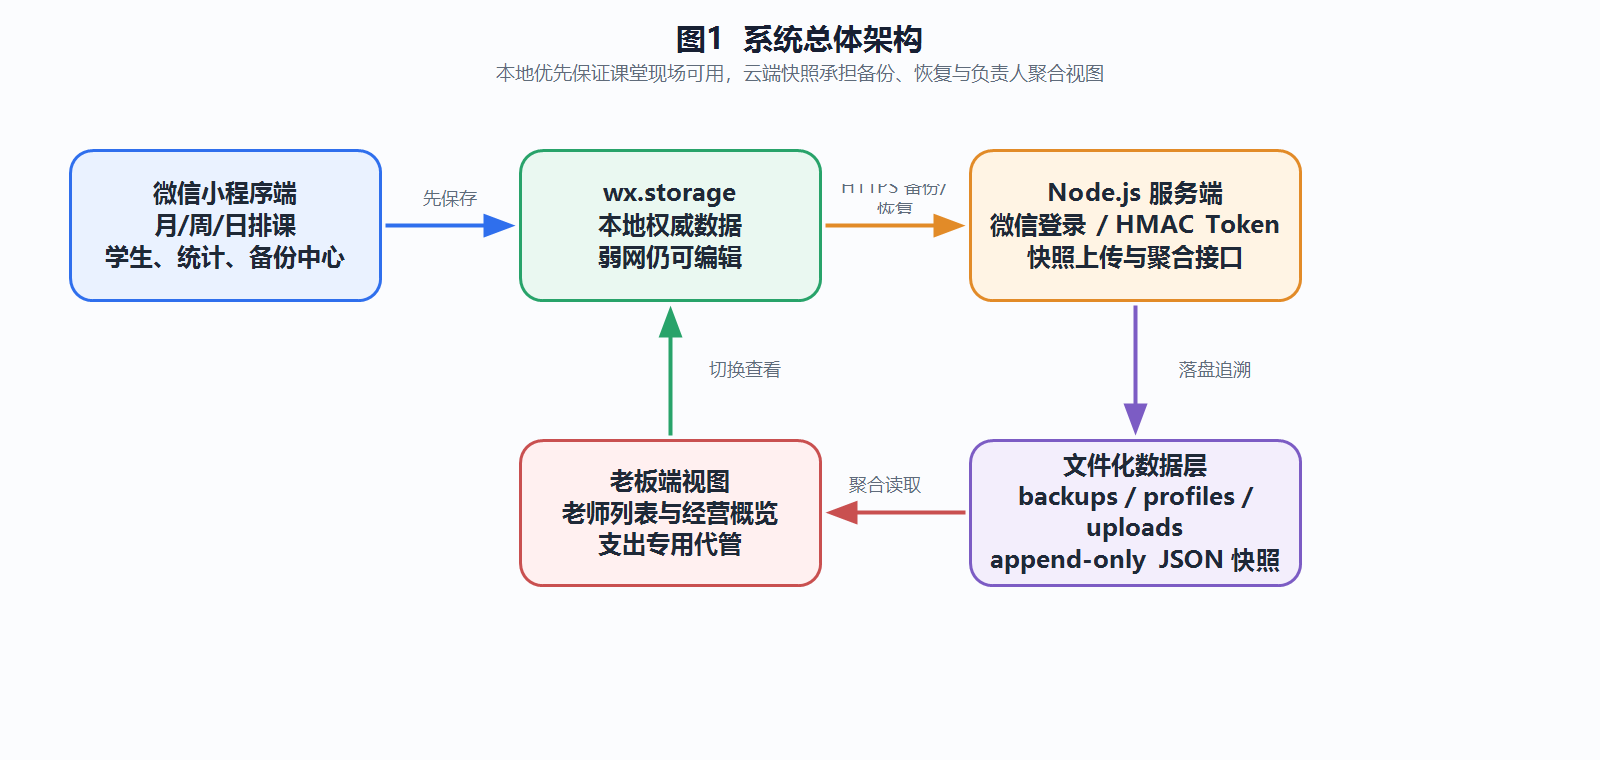 图1 系统总体架构
本地优先保证课堂现场可用，云端快照承担备份、恢复与负责人聚合视图
微信小程序端
月/周/日排课
学生、统计、备份中心
先保存
wx.storage
本地权威数据
弱网仍可编辑
HTTPS 备份/
恢复
Node.js 服务端
微信登录 / HMAC Token
快照上传与聚合接口
切换查看
落盘追溯
老板端视图
老师列表与经营概览
支出专用代管
聚合读取
文件化数据层
backups / profiles /
uploads
append-only JSON 快照